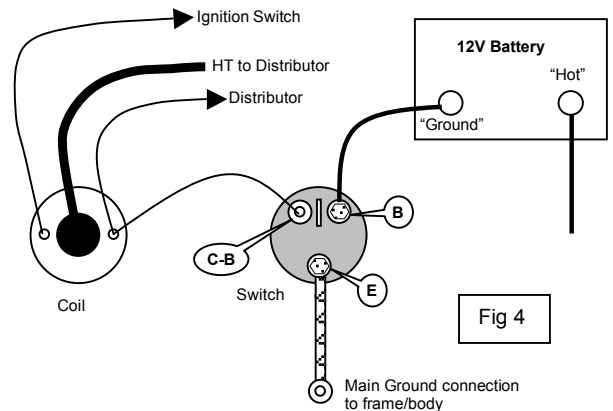 Ignition Switch
12V Battery
HT to Distributor
“Hot”
Distributor
“Ground”
B
C-B
E
Coil
Switch
Fig 4
Main Ground connection
to frame/body